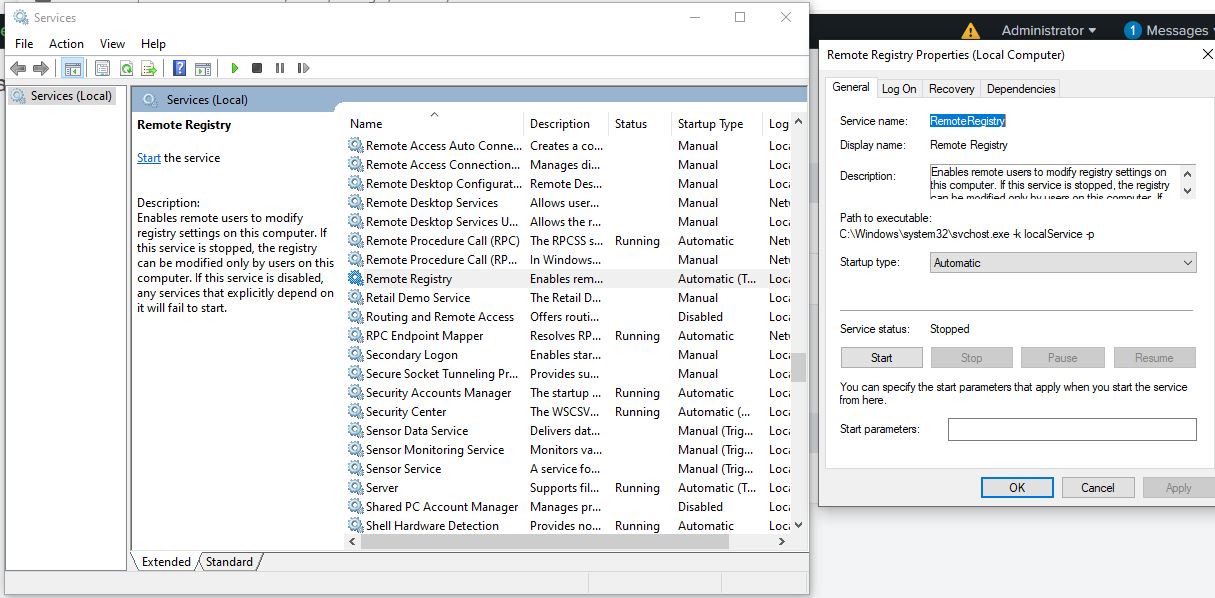 Services
File Action View Help
Services (Local)
Services (Local)
Remote Registry
Start the service
Description:
Enables remote users to modify
registry settings on this computer. If
this service is stopped, the registry
can be modified only by users on this
computer. If this service is disabled,
any services that explicitly depend on
it will fail to start.
Name Description Status Startup Type Log
Remote Access Auto Conne... Creates a co... Manual Loca
Remote Access Connection... Manages di... Manual Loca
Remote Desktop Configurat... Remote Des... Manual Loca
Remote Desktop Services Allows user... Manual Net
Remote Desktop Services U... Allows the r... Manual Loca
Remote Procedure Call (RPC) The RPCSS s... Running Automatic Net
Remote Procedure Call (RP... In Windows... Manual Net
Remote Registry Enables rem... Automatic (T... Loca
Retail Demo Service The Retail D... Manual Loca
Routing and Remote Access Offers routi... Disabled Loca
RPC Endpoint Mapper Resolves RP... Running Automatic Net
Secondary Logon Enables star... Manual Loca
Secure Socket Tunneling Pr... Provides su... Manual Loca
Security Accounts Manager The startup ... Running Automatic Loca
Security Center The WSCSV... Running Automatic (... Loca
Sensor Data Service Delivers dat... Manual (Trig... Loca
Sensor Monitoring Service Monitors va... Manual (Trig... Loca
Sensor Service A service fo... Manual (Trig... Loca
Server Supports fil... Running Automatic (T... Loca
Shared PC Account Manager Manages pr... Disabled Loca
Shell Hardware Detection Provides no... Running Automatic Loca
Extended Standard
Administrator 1 Messages
Remote Registry Properties (Local Computer)
General Log On Recovery Dependencies
Service name: RemoteRegistry
Display name: Remote Registry
Description: Enables remote users to modify registry settings on
this computer. If this service is stopped, the registry
can be modified only by users on this computer. If
Path to executable:
C:\Windows\system32\svchost.exe -k localService -p
Startup type: Automatic
Service status: Stopped
Start Stop Pause Resume
You can specify the start parameters that apply when you start the service
from here.
Start parameters:
OK Cancel Apply